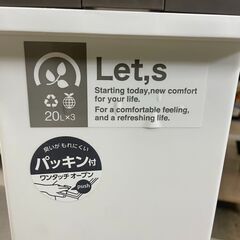 Let,s
Starting today,new comfort
for your life.
For a comfortable feeling,
and a refreshing life.
20L×3
臭いがもれにくい
パッキン付
ワンタッチオープン
push